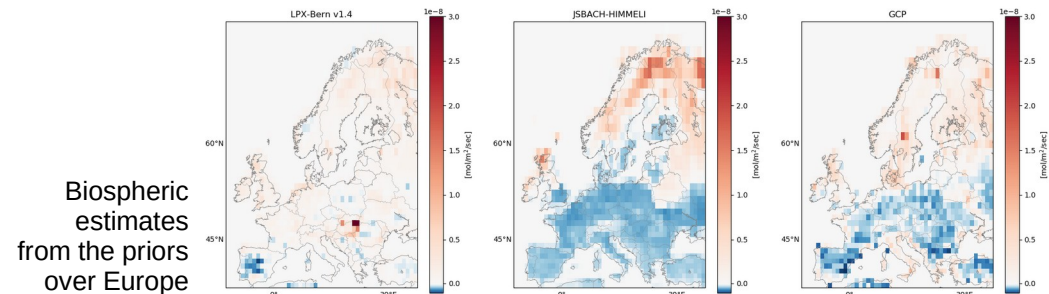 LPX-Bern v1.4
JSBACH-HIMMELI
GCP
1e−8
3.0
2.5
2.0
1.5
1.0
0.5
0.0
[mol/m²/sec]
60°N
45°N
1e−8
3.0
2.5
2.0
1.5
1.0
0.5
0.0
[mol/m²/sec]
60°N
45°N
1e−8
3.0
2.5
2.0
1.5
1.0
0.5
0.0
[mol/m²/sec]
60°N
45°N
Biospheric
estimates
from the priors
over Europe